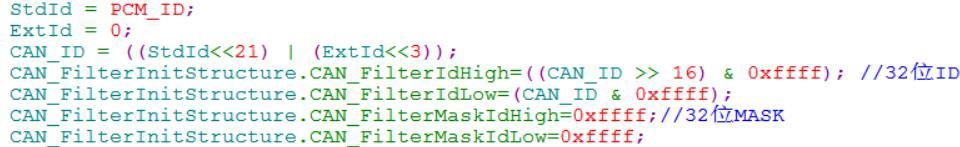 StdId = PCM_ID;
ExtId = 0;
CAN_ID = ((StdId<<21) | (ExtId<<3));
CAN_FilterInitStructure.CAN_FilterIdHigh=((CAN_ID >> 16) & 0xffff); //32位ID
CAN_FilterInitStructure.CAN_FilterIdLow=(CAN_ID & 0xffff);
CAN_FilterInitStructure.CAN_FilterMaskIdHigh=0xffff;//32位MASK
CAN_FilterInitStructure.CAN_FilterMaskIdLow=0xffff;